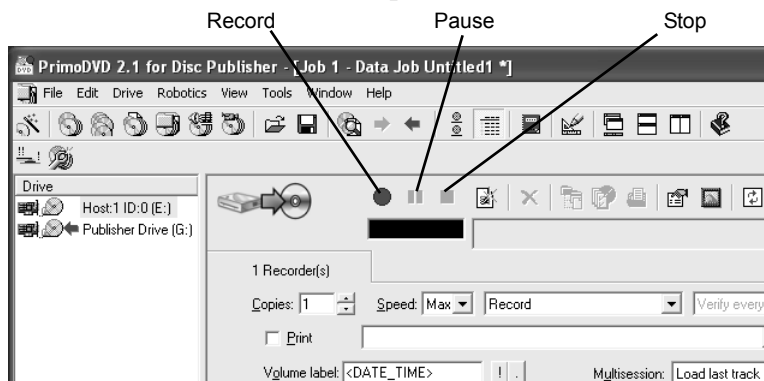 Record Pause Stop
PrimoDVD 2.1 for Disc Publisher - [Job 1 - Data Job Untitled1 *]
File Edit Drive Robotics View Tools Window Help
Drive
Host:1 ID:0 (E:)
Publisher Drive (G:)
1 Recorder(s)
Copies: 1 Speed: Max Record Verify every
Print
Volume label: <DATE_TIME> ! . Multisession: Load last track